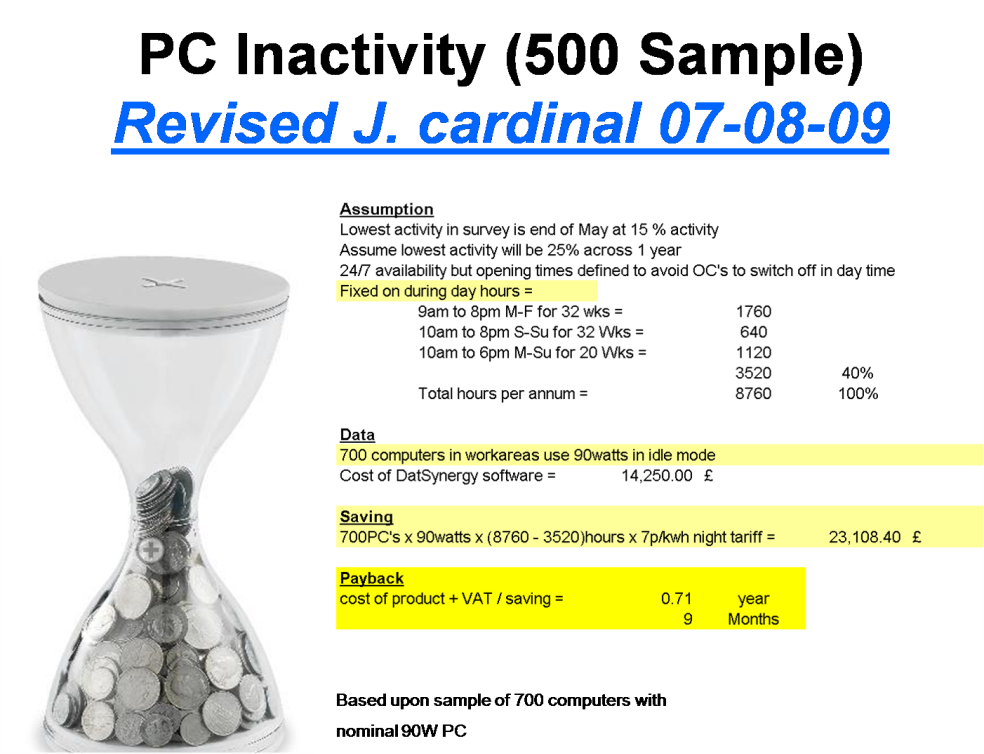 PC Inactivity (500 Sample)
Revised J. cardinal 07-08-09
Assumption
Lowest activity in survey is end of May at 15 % activity
Assume lowest activity will be 25% across 1 year
24/7 availability but opening times defined to avoid OC's to switch off in day time
Fixed on during day hours =
9am to 8pm M-F for 32 wks = 1760
10am to 8pm S-Su for 32 Wks = 640
10am to 6pm M-Su for 20 Wks = 1120
3520 40%
Total hours per annum = 8760 100%
Data
700 computers in workareas use 90watts in idle mode
Cost of DatSynergy software = 14,250.00 £
Saving
700PC's x 90watts x (8760 - 3520)hours x 7p/kwh night tariff = 23,108.40 £
Payback
cost of product + VAT / saving = 0.71 year
9 Months
Based upon sample of 700 computers with
nominal 90W PC